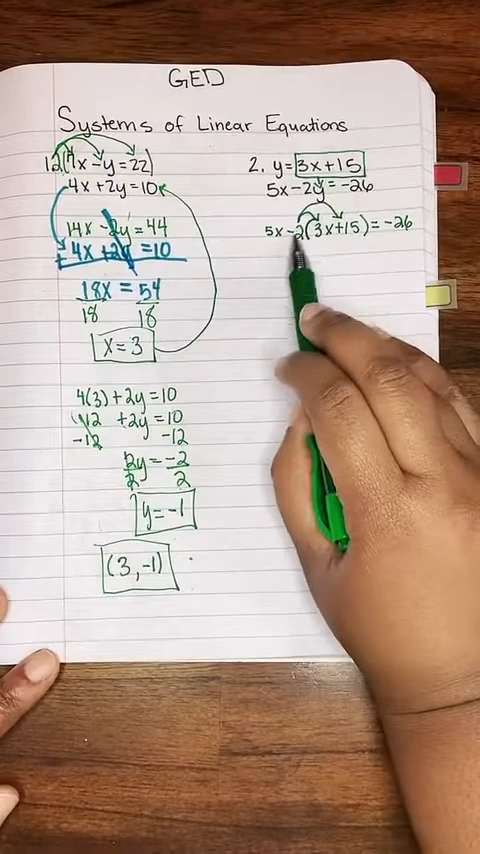 GED
Systems of Linear Equations
12(7x - y = 22)
4x + 2y = 10
14x - 2y = 44
4x + 2y = 10
18x = 54
18 18
x = 3
4(3) + 2y = 10
12 + 2y = 10
-12 -12
2y = -2
2 2
y = -1
(3, -1)
2. y = 3x + 15
5x - 2y = -26
5x - 2(3x + 15) = -26